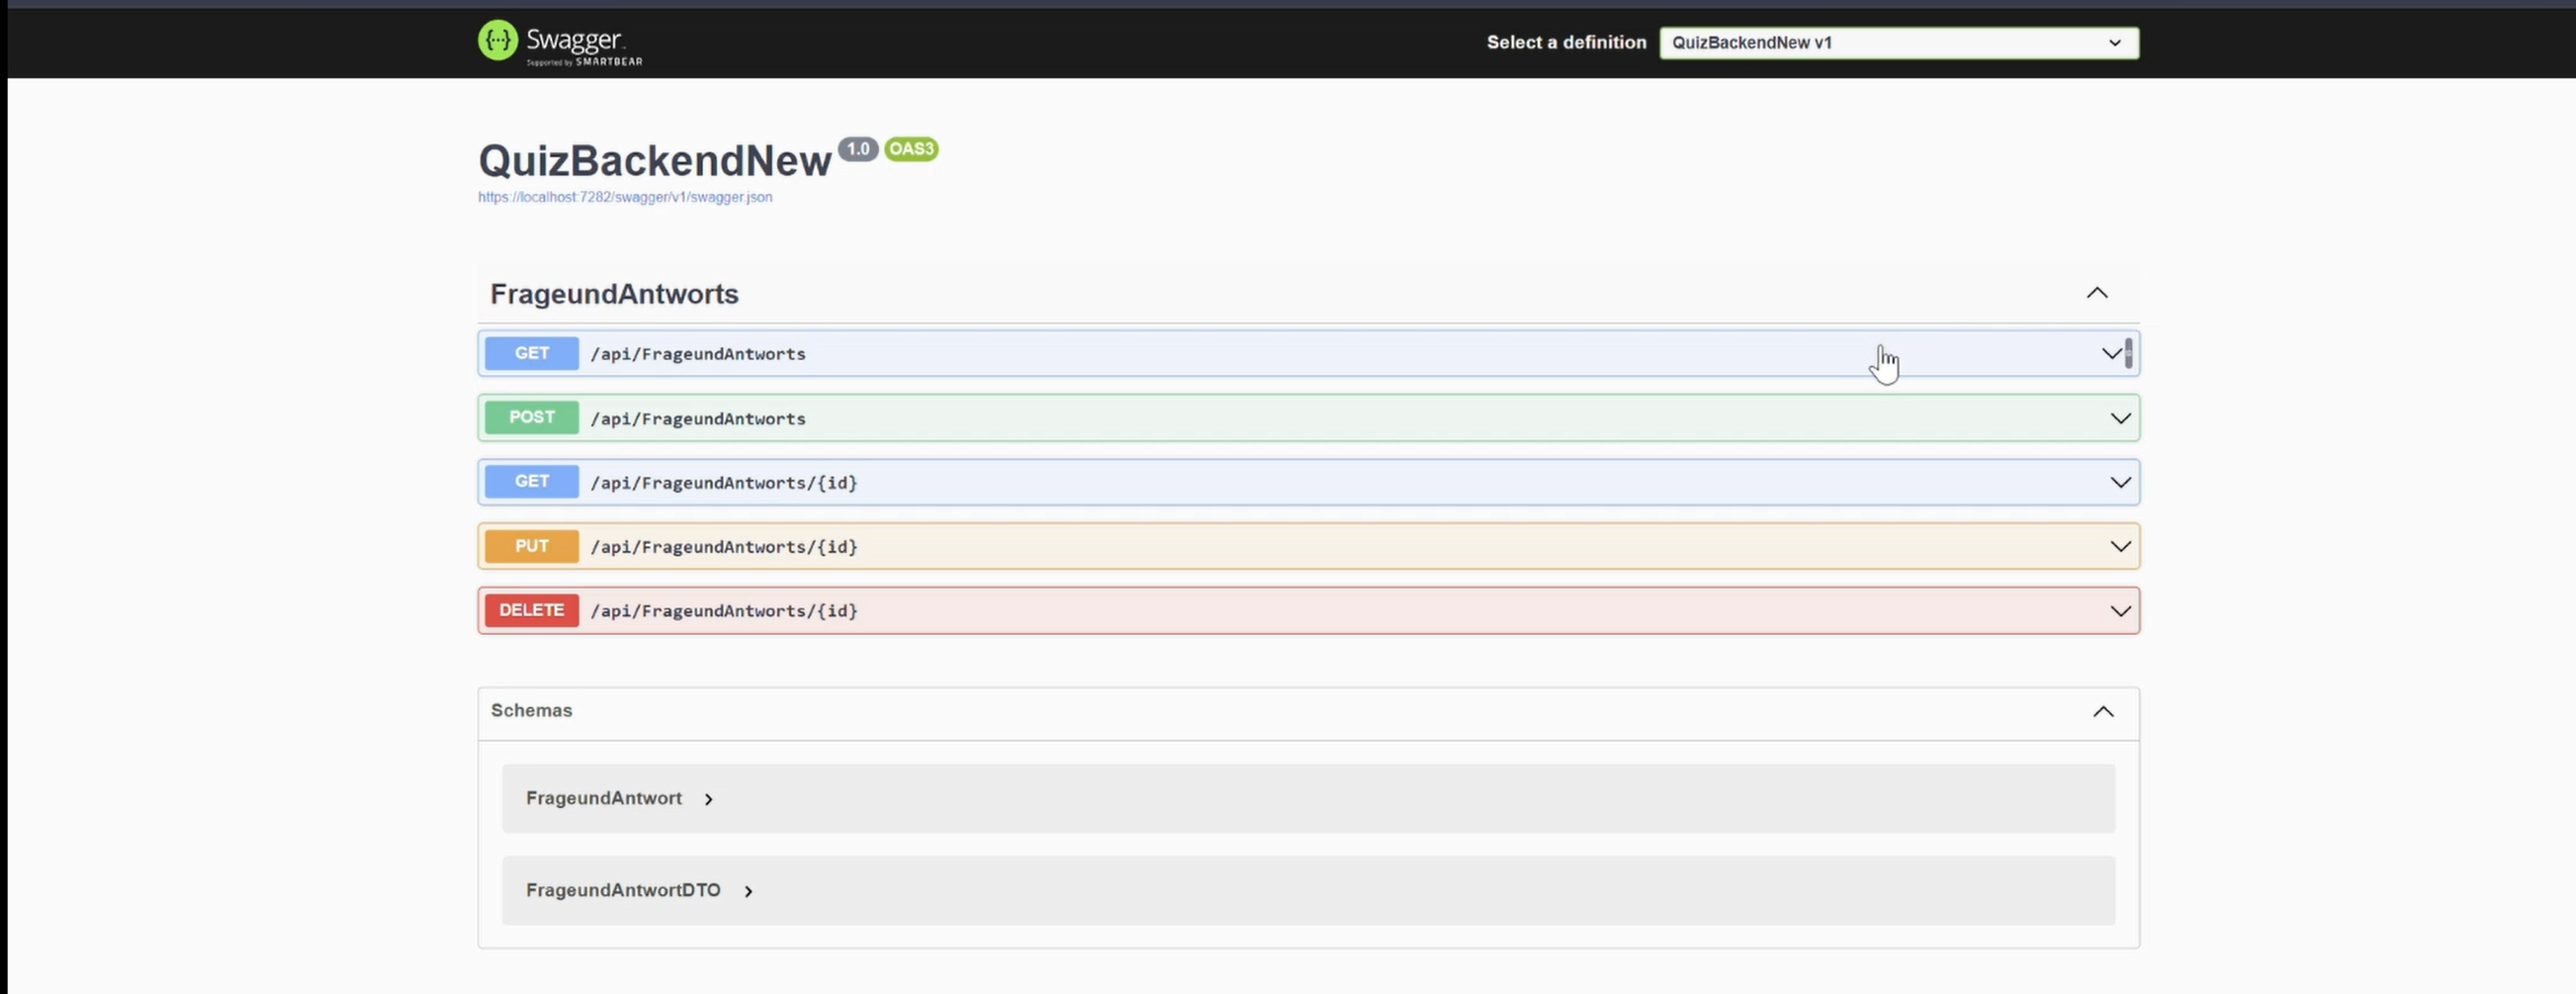 Swagger
Supported by SMARTBEAR
Select a definition
QuizBackendNew v1
QuizBackendNew 1.0 OAS3
https://localhost:7282/swagger/v1/swagger.json
FrageundAntworts
GET /api/FrageundAntworts
POST /api/FrageundAntworts
GET /api/FrageundAntworts/{id}
PUT /api/FrageundAntworts/{id}
DELETE /api/FrageundAntworts/{id}
Schemas
FrageundAntwort
FrageundAntwortDTO